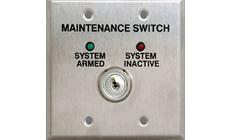 MAINTENANCE SWITCH
SYSTEM ARMED
SYSTEM INACTIVE